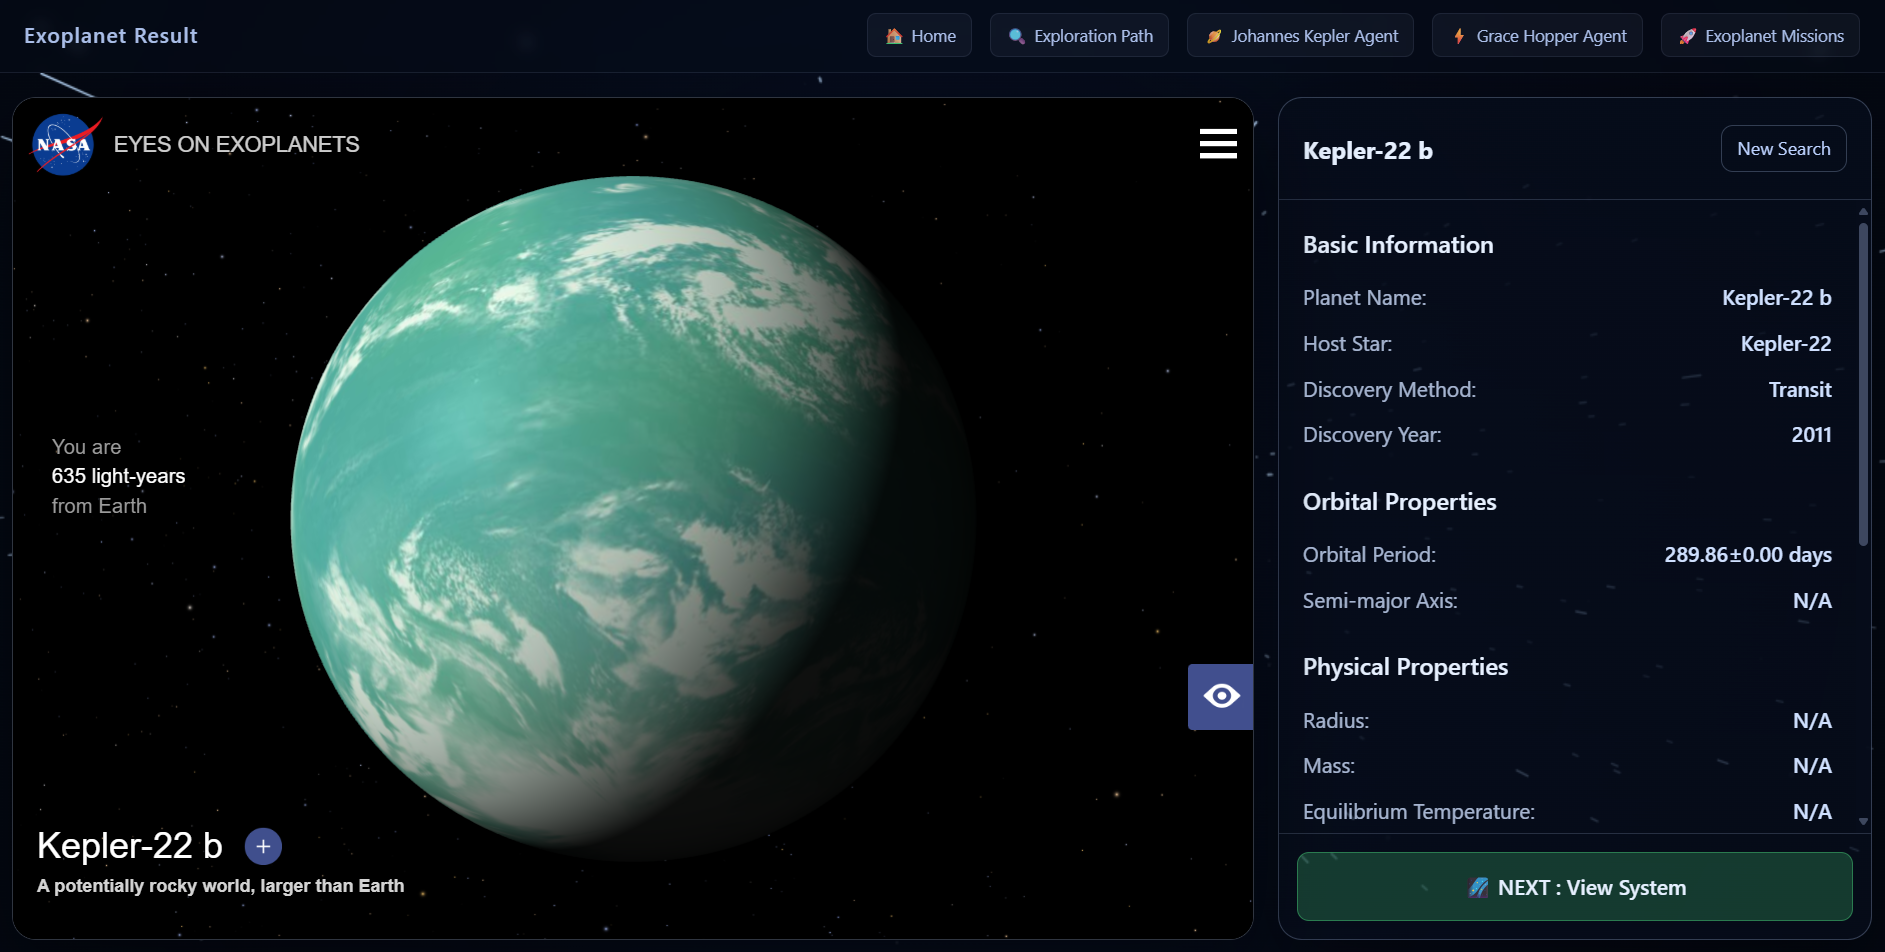 Exoplanet Result
🏠 Home
🔍 Exploration Path
🪐 Johannes Kepler Agent
⚡ Grace Hopper Agent
🚀 Exoplanet Missions
NASA
EYES ON EXOPLANETS
You are
635 light-years
from Earth
Kepler-22 b +
A potentially rocky world, larger than Earth
Kepler-22 b
New Search
Basic Information
Planet Name: Kepler-22 b
Host Star: Kepler-22
Discovery Method: Transit
Discovery Year: 2011
Orbital Properties
Orbital Period: 289.86±0.00 days
Semi-major Axis: N/A
Physical Properties
Radius: N/A
Mass: N/A
Equilibrium Temperature: N/A
🌌 NEXT : View System